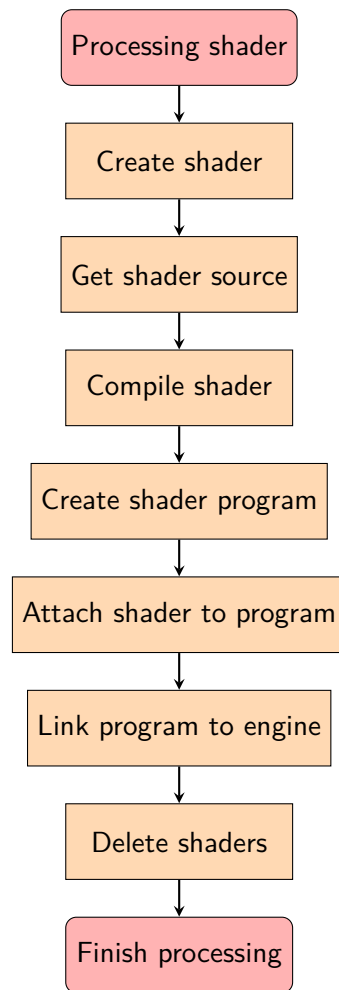 Processing shader
Create shader
Get shader source
Compile shader
Create shader program
Attach shader to program
Link program to engine
Delete shaders
Finish processing